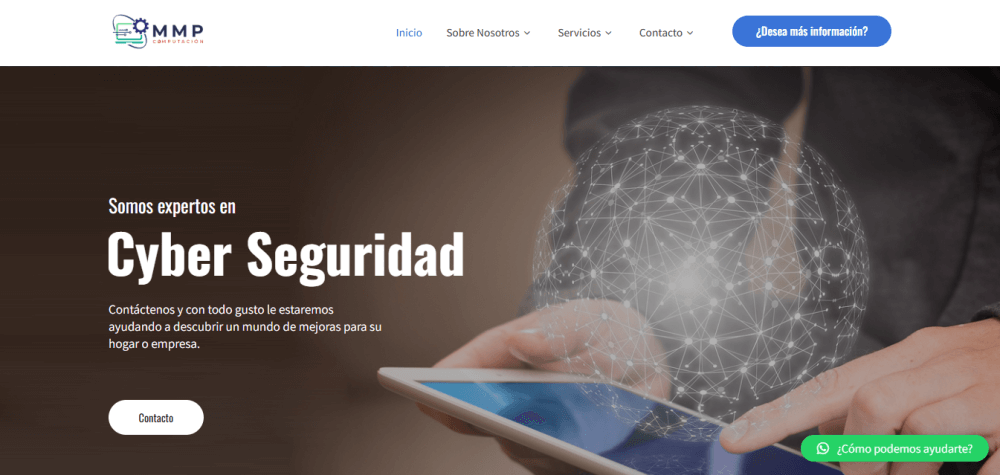 MMP
COMPUTACIÓN
Inicio
Sobre Nosotros
Servicios
Contacto
¿Desea más información?
Somos expertos en
Cyber Seguridad
Contáctenos y con todo gusto le estaremos
ayudando a descubrir un mundo de mejoras para su
hogar o empresa.
Contacto
¿Cómo podemos ayudarte?